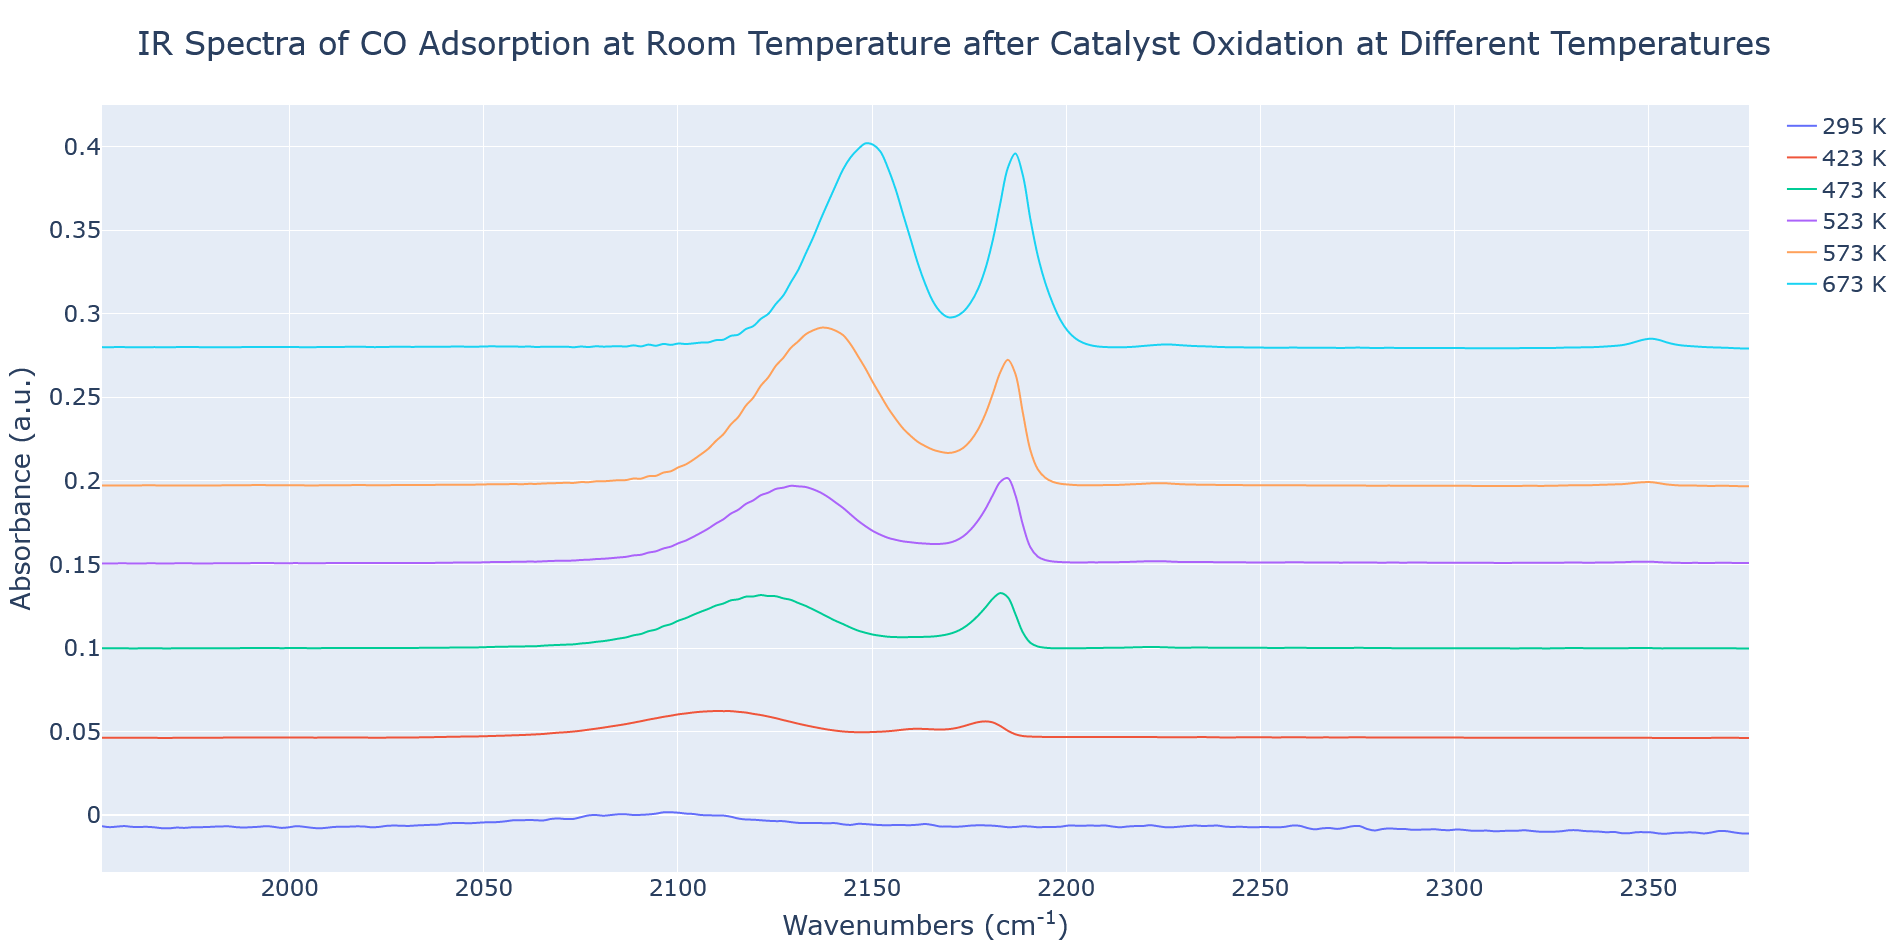 IR Spectra of CO Adsorption at Room Temperature after Catalyst Oxidation at Different Temperatures
295 K
423 K
473 K
523 K
573 K
673 K
0.4
0.35
0.3
0.25
0.2
0.15
0.1
0.05
0
Absorbance (a.u.)
2000 2050 2100 2150 2200 2250 2300 2350
Wavenumbers (cm⁻¹)